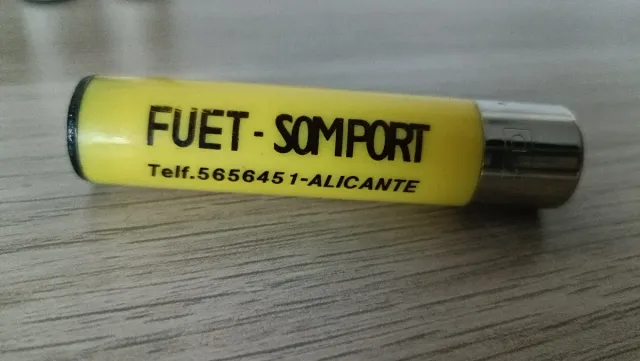 FUET - SOMPORT
Telf.5656451-ALICANTE